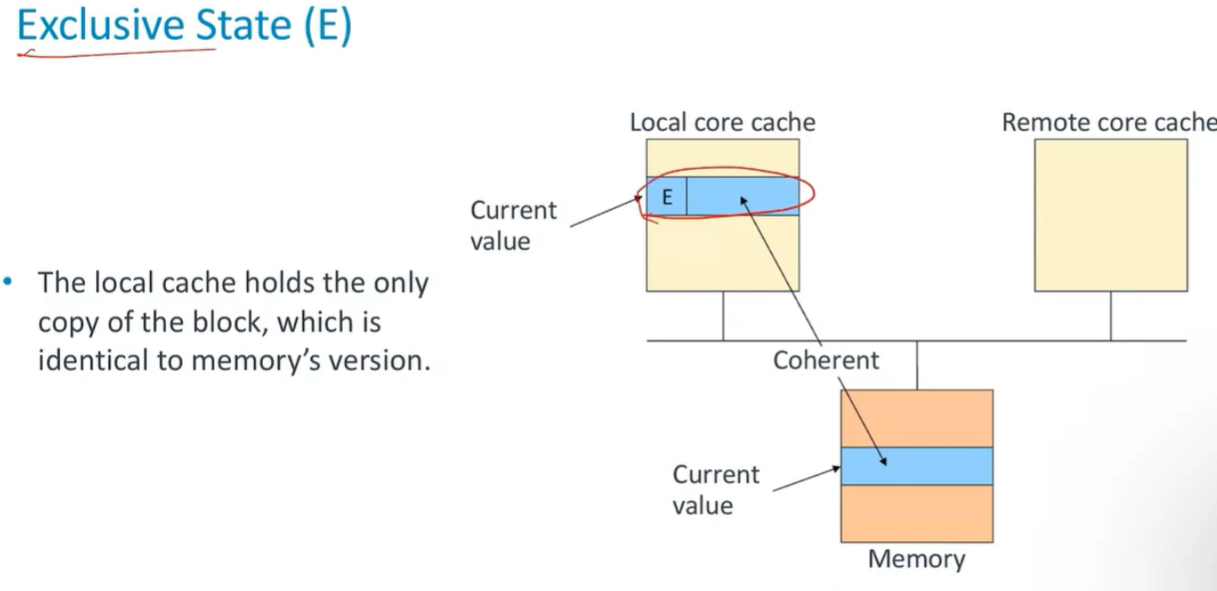 Exclusive State (E)
Local core cache
Remote core cache
E
Current
value
• The local cache holds the only
copy of the block, which is
identical to memory's version.
Coherent
Current
value
Memory